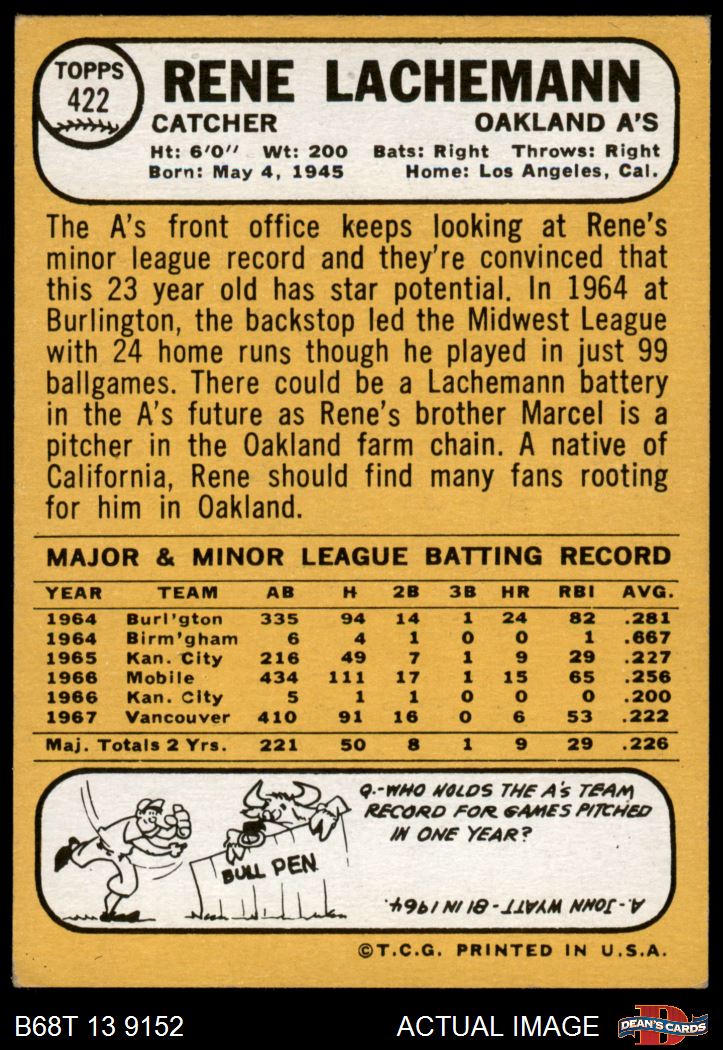 TOPPS
422
RENE LACHEMANN
CATCHER OAKLAND A'S
Ht: 6'0" Wt: 200 Bats: Right Throws: Right
Born: May 4, 1945 Home: Los Angeles, Cal.
The A's front office keeps looking at Rene's
minor league record and they're convinced that
this 23 year old has star potential. In 1964 at
Burlington, the backstop led the Midwest League
with 24 home runs though he played in just 99
ballgames. There could be a Lachemann battery
in the A's future as Rene's brother Marcel is a
pitcher in the Oakland farm chain. A native of
California, Rene should find many fans rooting
for him in Oakland.
MAJOR & MINOR LEAGUE BATTING RECORD
YEAR TEAM AB H 2B 3B HR RBI AVG.
1964 Burl'gton 335 94 14 1 24 82 .281
1964 Birm'gham 6 4 1 0 0 1 .667
1965 Kan. City 216 49 7 1 9 29 .227
1966 Mobile 434 111 17 1 15 65 .256
1966 Kan. City 5 1 1 0 0 0 .200
1967 Vancouver 410 91 16 0 6 53 .222
Maj. Totals 2 Yrs. 221 50 8 1 9 29 .226
Q.-WHO HOLDS THE A'S TEAM
RECORD FOR GAMES PITCHED
IN ONE YEAR?
BULL PEN
A.-JOHN WYATT-81 IN 1964.
©T.C.G. PRINTED IN U.S.A.
B68T 13 9152 ACTUAL IMAGE
D
DEAN'S CARDS